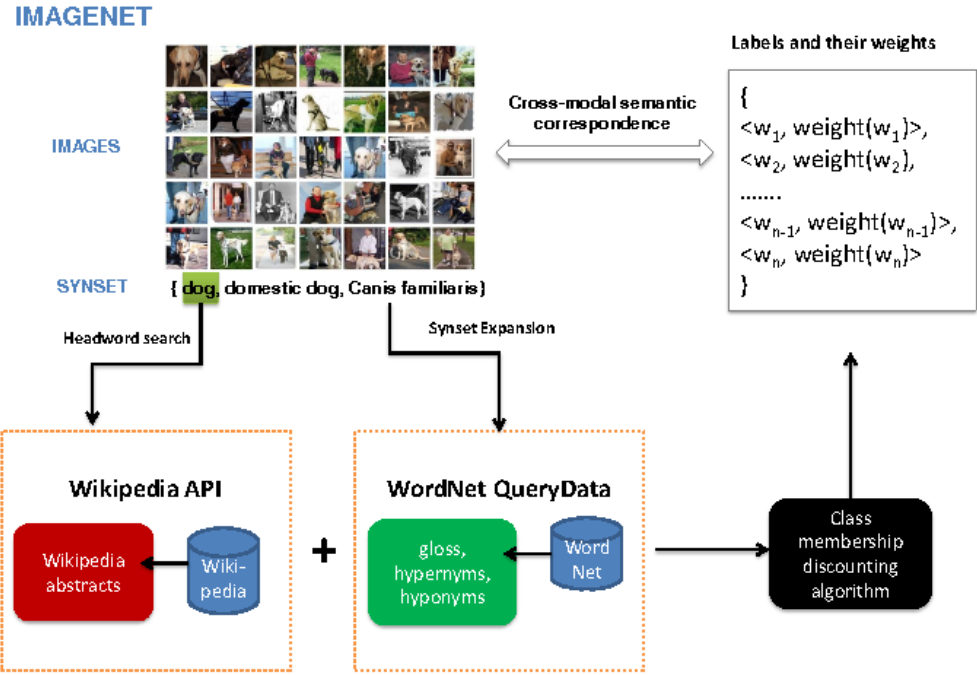 IMAGENET
Labels and their weights
IMAGES
Cross-modal semantic
correspondence
{
<w1, weight(w1)>,
<w2, weight(w2),
.......
<wn-1, weight(wn-1)>,
<wn, weight(wn)>
}
SYNSET
{ dog, domestic dog, Canis familiaris}
Headword search
Synset Expansion
Wikipedia API
Wikipedia
abstracts
Wiki-
pedia
+
WordNet QueryData
gloss,
hypernyms,
hyponyms
Word
Net
Class
membership
discounting
algorithm